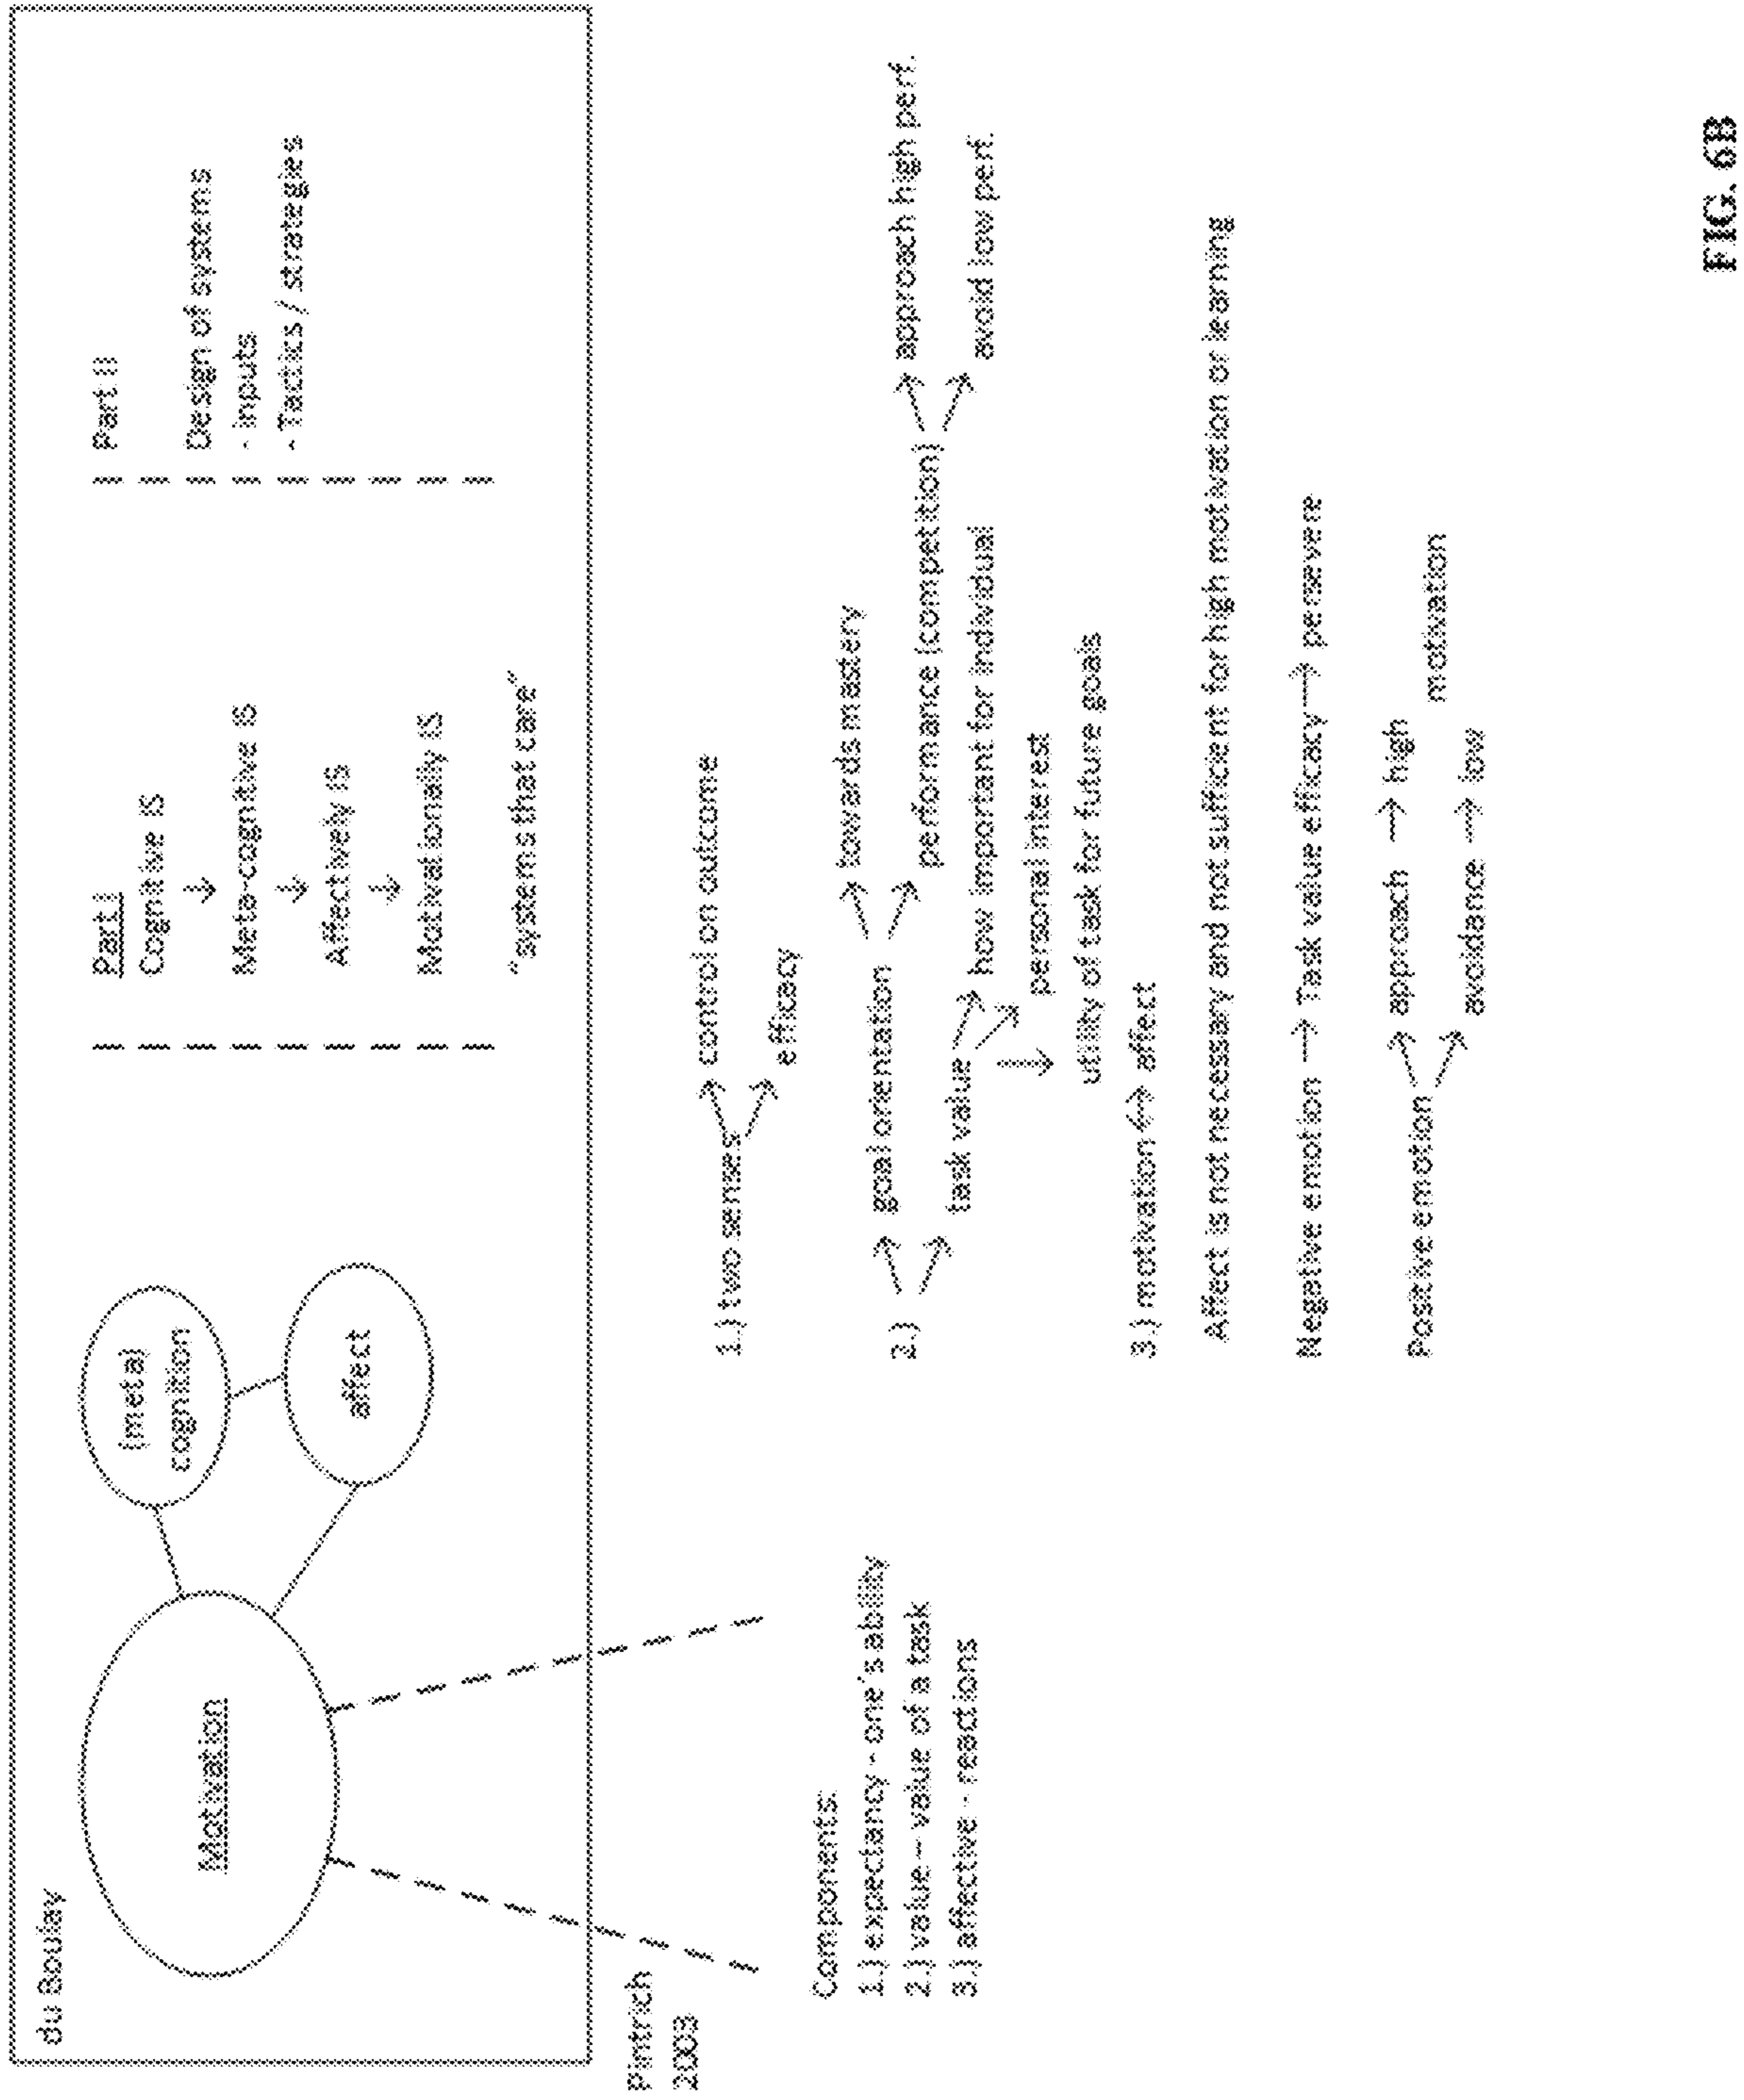 du Boulay
Motivation
(meta)
cognition
affect
Part I
Cognitive IS
↓
Meta-cognitive IS
↓
Affectively IS
↓
Motivationally IS
"systems that care"
Part II
Design of systems
- Inputs
- Tactics / strategies
Pintrich
2003
Components:
1.) expectancy - one's ability
2.) value – value of a task
3.) affective - reactions
1.) two senses
control on outcome
efficacy
2.)
goal orientation
towards mastery
performance (competition)
approach high perf.
avoid low perf.
task value
how important for individual
personal interest
utility of task for future goals
3.) motivation ↔ affect
Affect is not necessary and not sufficient for high motivation or learning
Negative emotion → Task value efficacy → persevere
Positive emotion
approach → high
avoidance → low
motivation
FIG. 6B